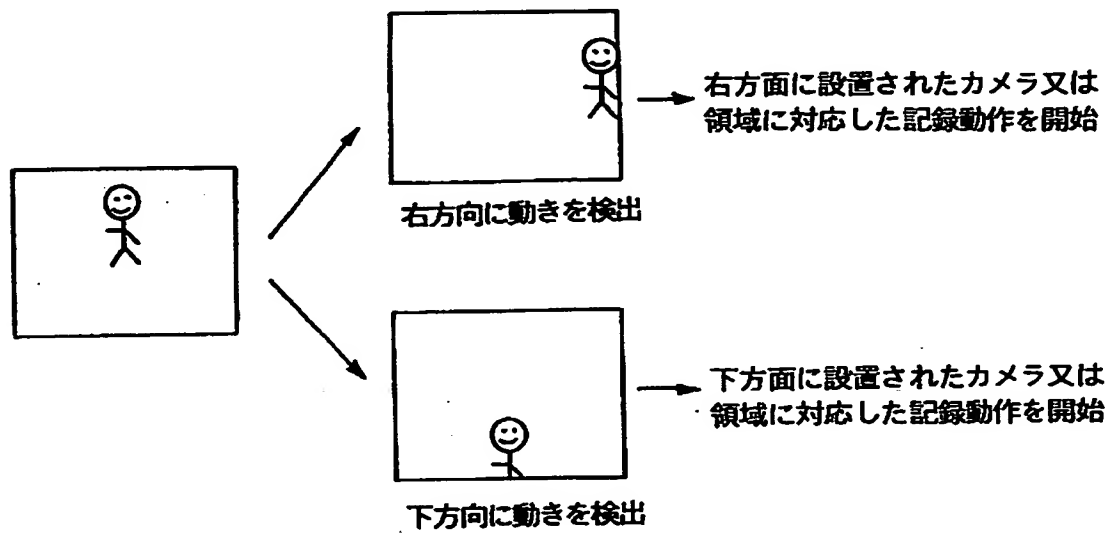 右方面に設置されたカメラ又は
領域に対応した記録動作を開始
右方向に動きを検出
下方面に設置されたカメラ又は
領域に対応した記録動作を開始
下方向に動きを検出